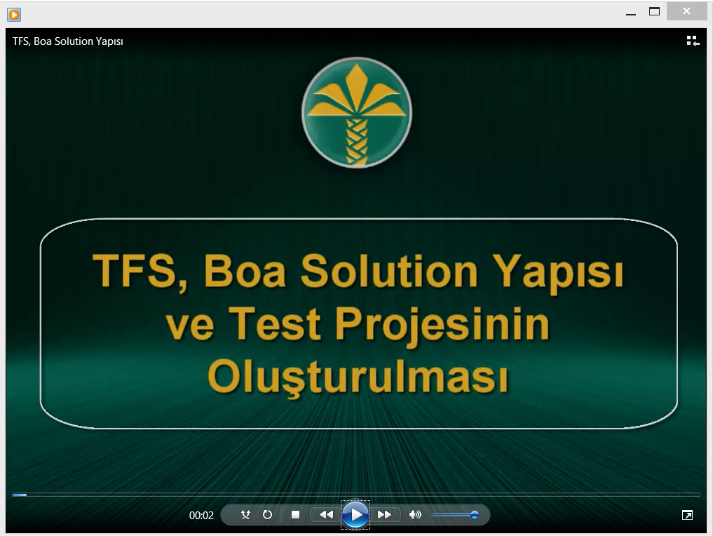 TFS, Boa Solution Yapısı
TFS, Boa Solution Yapısı
ve Test Projesinin
Oluşturulması
00:02